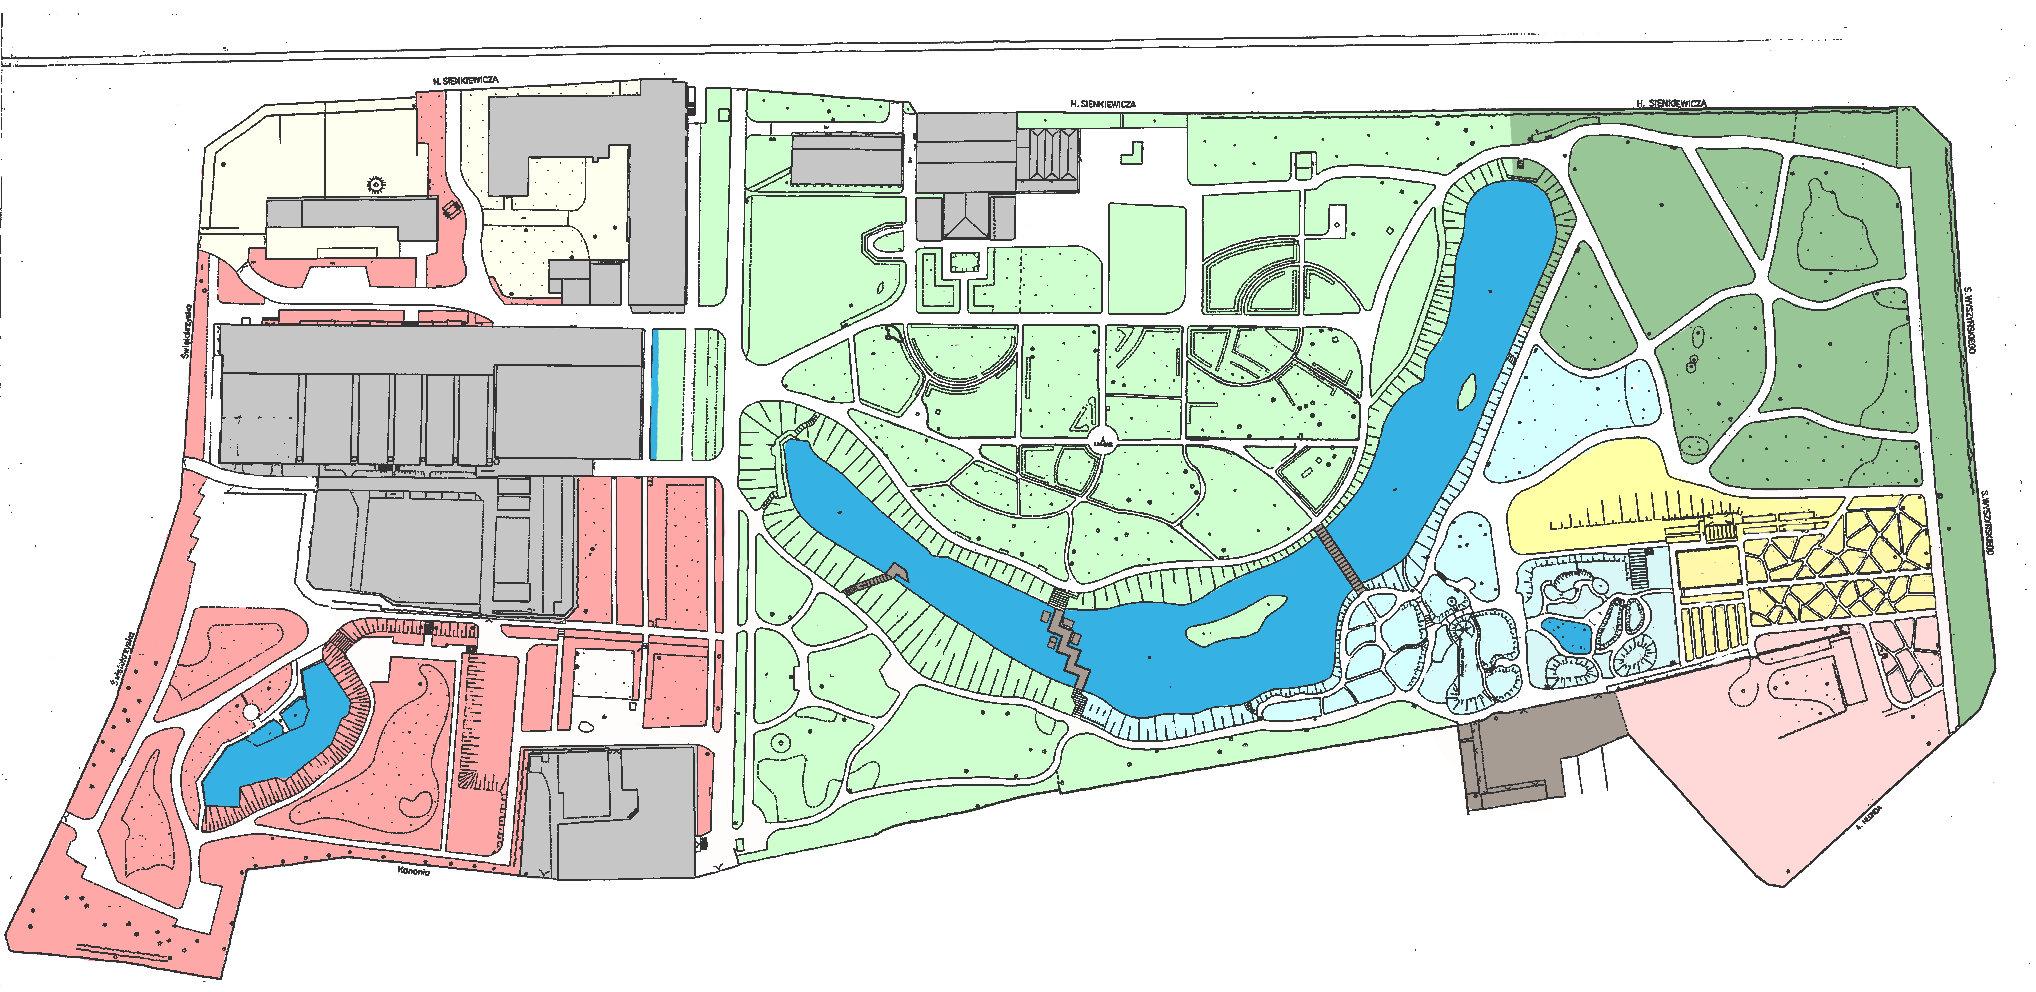 H. SIENKIEWICZA
H. SIENKIEWICZA
H. SIENKIEWICZA
Świętokrzyska
S. WYSZYŃSKIEGO
S. WYSZYŃSKIEGO
Świętokrzyska
A. HLONDA
Kanonia